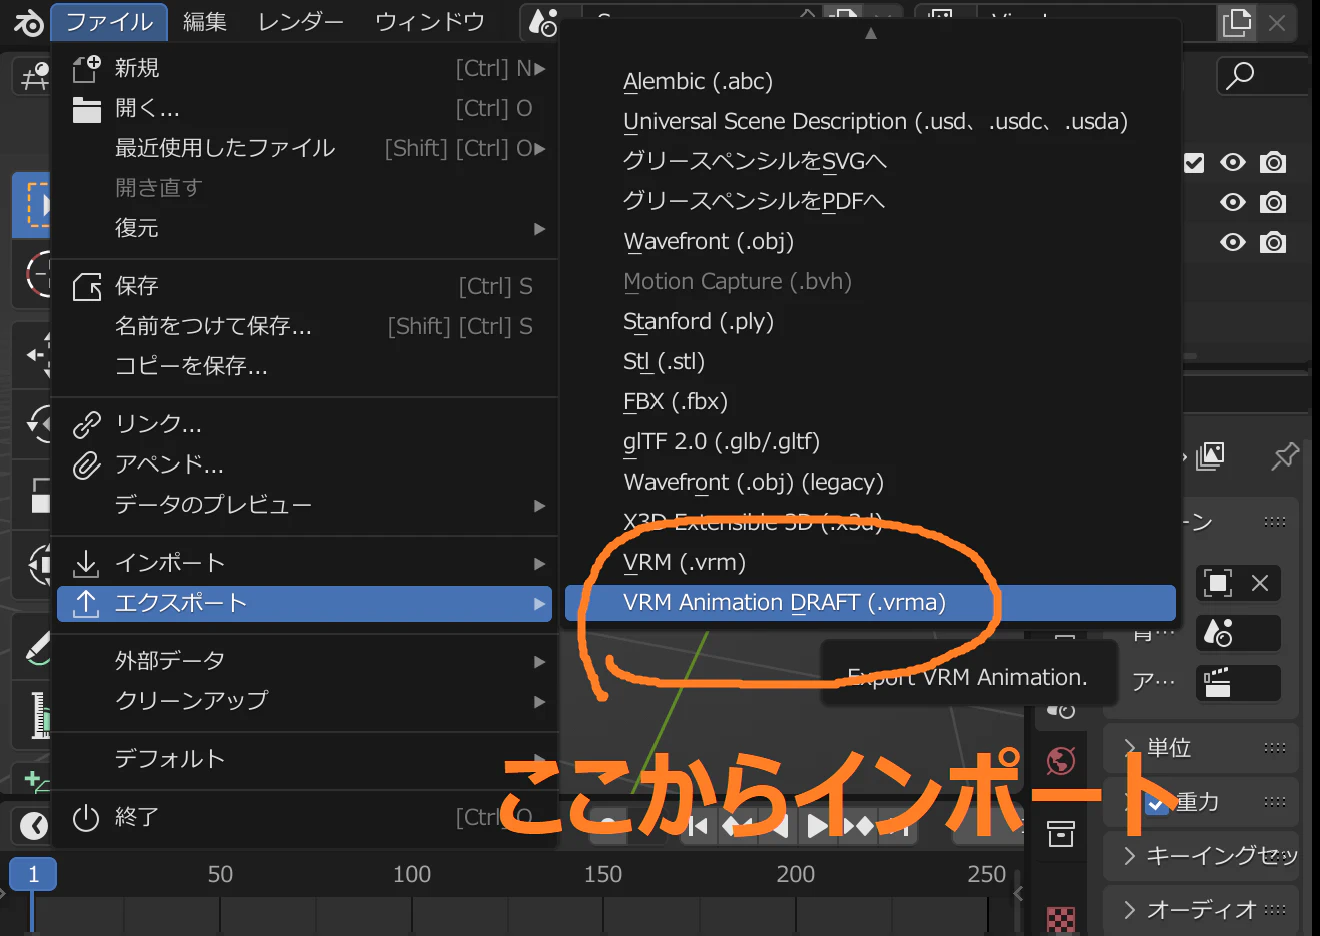 ファイル 編集 レンダー ウィンドウ
新規 [Ctrl] N
開く... [Ctrl] O
最近使用したファイル [Shift] [Ctrl] O
開き直す
復元
保存 [Ctrl] S
名前をつけて保存... [Shift] [Ctrl] S
コピーを保存...
リンク...
アペンド...
データのプレビュー
インポート
エクスポート
外部データ
クリーンアップ
デフォルト
終了 [Ctrl] Q
Alembic (.abc)
Universal Scene Description (.usd、.usdc、.usda)
グリースペンシルをSVGへ
グリースペンシルをPDFへ
Wavefront (.obj)
Motion Capture (.bvh)
Stanford (.ply)
Stl (.stl)
FBX (.fbx)
glTF 2.0 (.glb/.gltf)
Wavefront (.obj) (legacy)
X3D Extensible 3D (.x3d)
VRM (.vrm)
VRM Animation DRAFT (.vrma)
Export VRM Animation.
ここからインポート
ン
背…
ア…
単位
重力
キーイングセッ
オーディオ
1 50 100 150 200 250